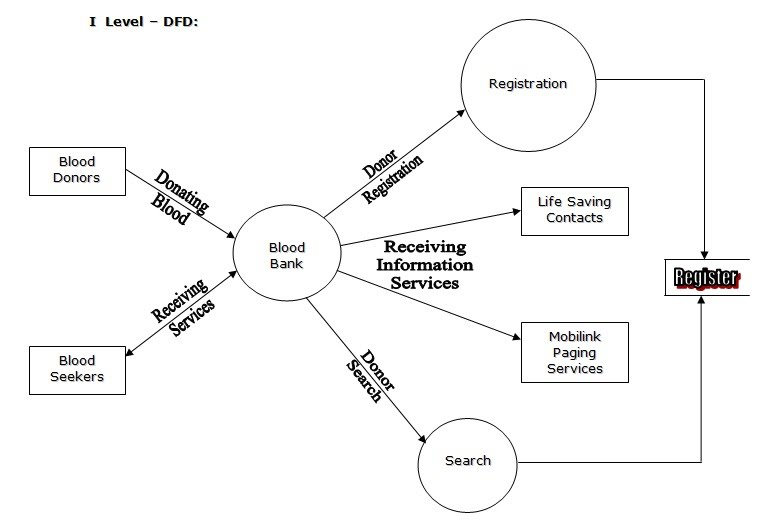 I Level – DFD:
Registration
Blood
Donors
Donating
Blood
Donor
Registration
Life Saving
Contacts
Blood
Bank
Receiving
Information
Services
Register
Receiving
Services
Blood
Seekers
Mobilink
Paging
Services
Donor
Search
Search